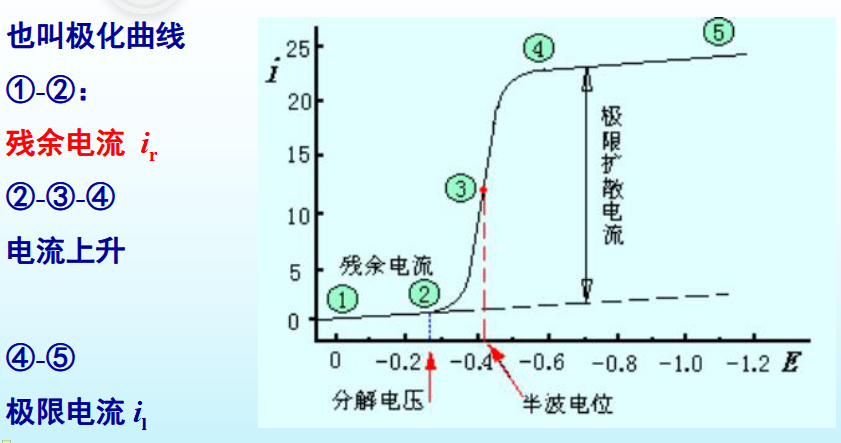 也叫极化曲线
①-②：
残余电流 ir
②-③-④
电流上升
④-⑤
极限电流 il
i
25
20
15
10
5
0
①
②
③
④
⑤
残余电流
极限扩散电流
0 -0.2 -0.4 -0.6 -0.8 -1.0 -1.2 E
分解电压
半波电位